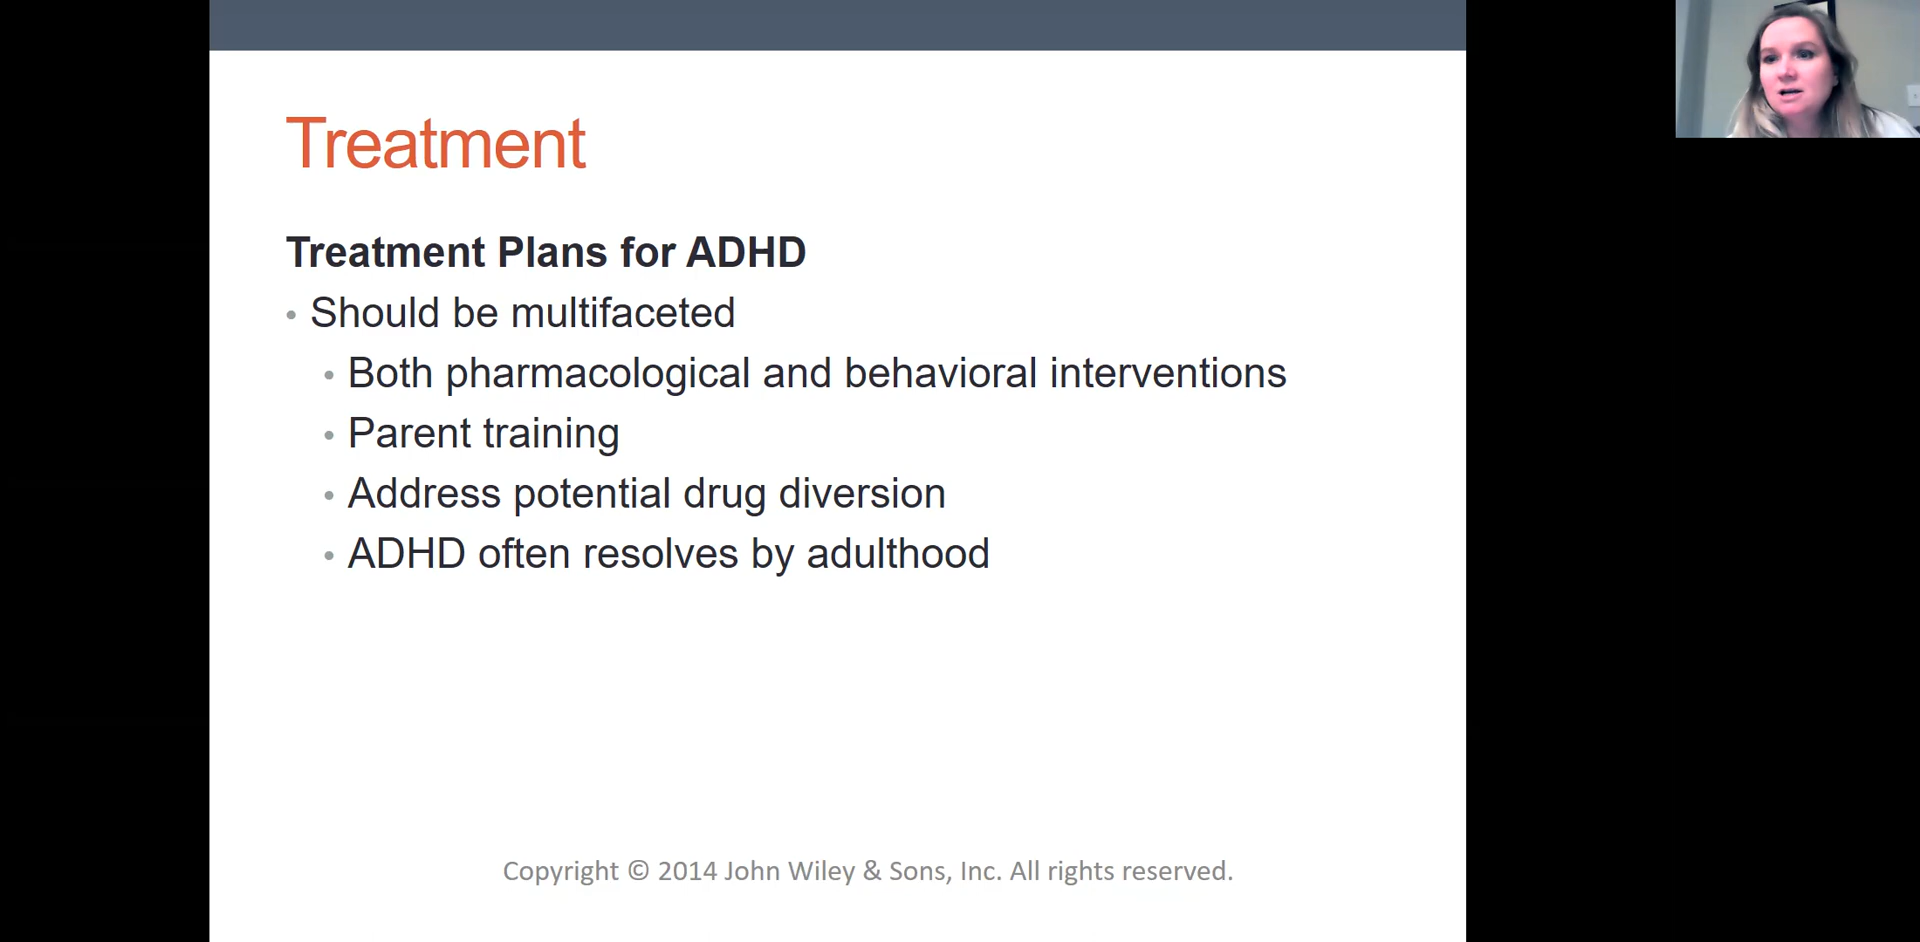 Treatment
Treatment Plans for ADHD
• Should be multifaceted
• Both pharmacological and behavioral interventions
• Parent training
• Address potential drug diversion
• ADHD often resolves by adulthood
Copyright © 2014 John Wiley & Sons, Inc. All rights reserved.